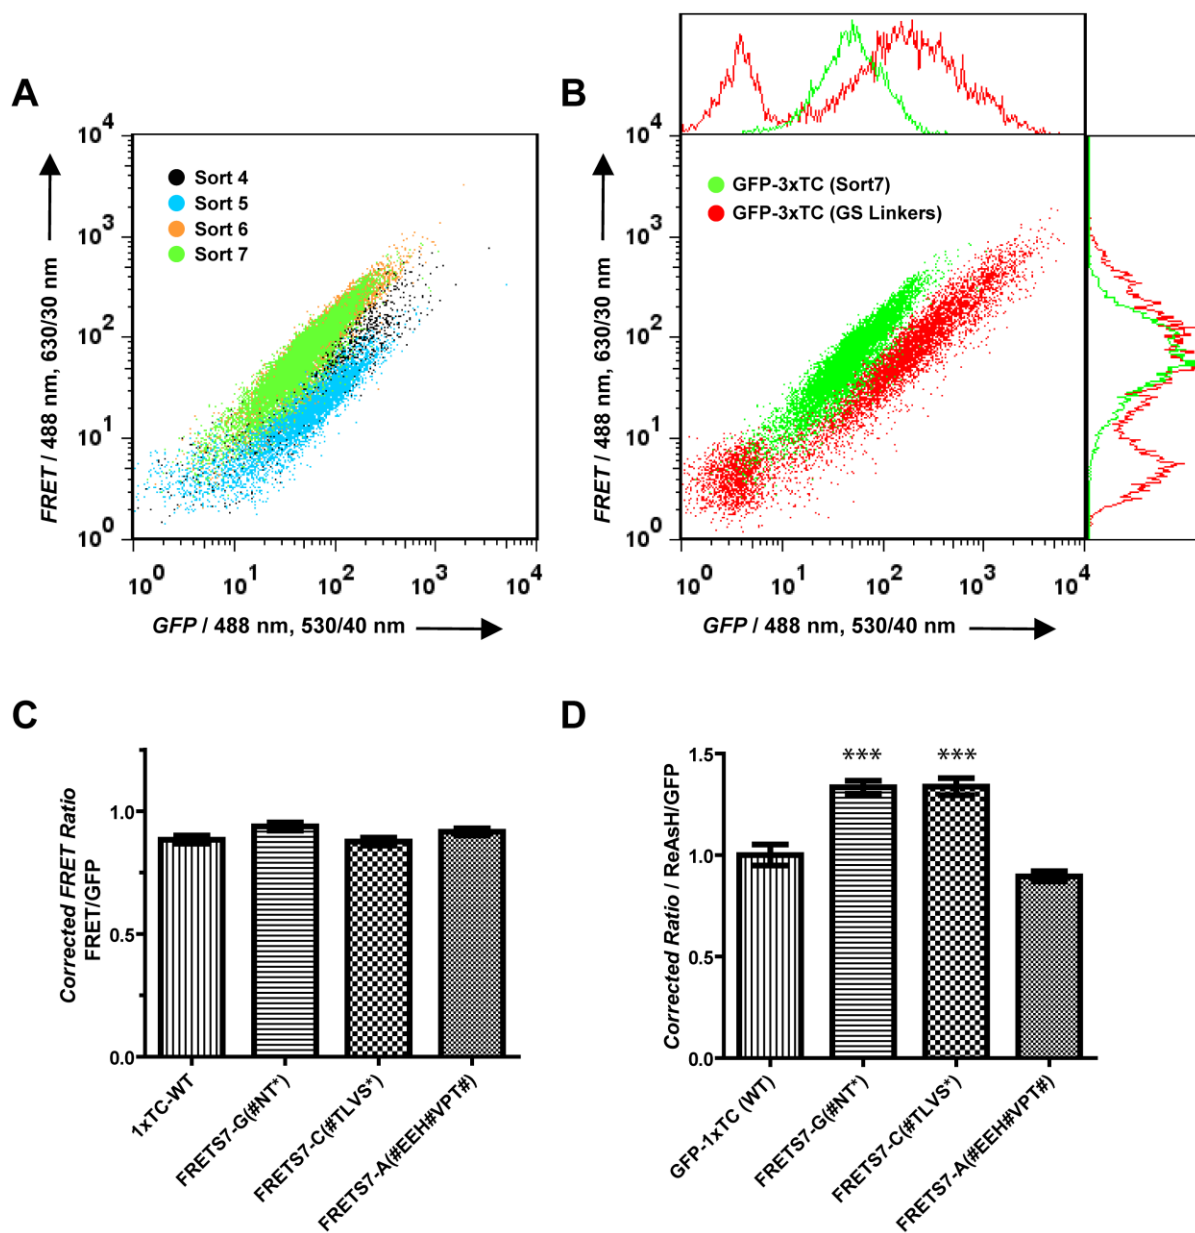 A
10^4
10^3
10^2
10^1
10^0
FRET / 488 nm, 630/30 nm
Sort 4
Sort 5
Sort 6
Sort 7
10^0 10^1 10^2 10^3 10^4
GFP / 488 nm, 530/40 nm
B
10^4
10^3
10^2
10^1
10^0
FRET / 488 nm, 630/30 nm
GFP-3xTC (Sort7)
GFP-3xTC (GS Linkers)
10^0 10^1 10^2 10^3 10^4
GFP / 488 nm, 530/40 nm
C
Corrected FRET Ratio
FRET/GFP
1.0
0.5
0.0
1xTC-WT
FRETS7-G(#NT*)
FRETS7-C(#TLVS*)
FRETS7-A(#EEH#VPT#)
D
Corrected Ratio / ReAsH/GFP
1.5
1.0
0.5
0.0
*** ***
GFP-1xTC (WT)
FRETS7-G(#NT*)
FRETS7-C(#TLVS*)
FRETS7-A(#EEH#VPT#)